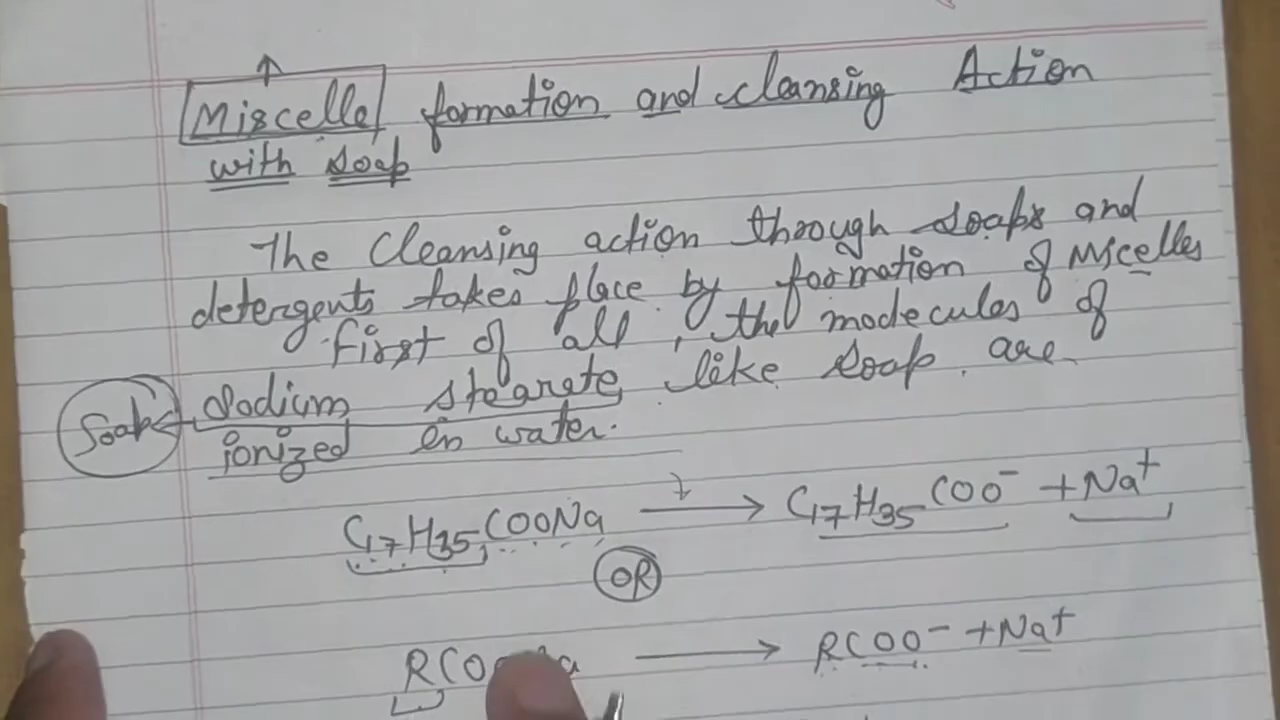 Miscelle formation and cleansing Action
with soap
The Cleansing action through soaps and
detergents takes place by formation of Miscelles
First of all, the molecules of
Soap Sodium stearate like soap are
ionized in water.
C17H35COONa → C17H35COO⁻ + Na⁺
OR
RCOO → RCOO⁻ + Na⁺